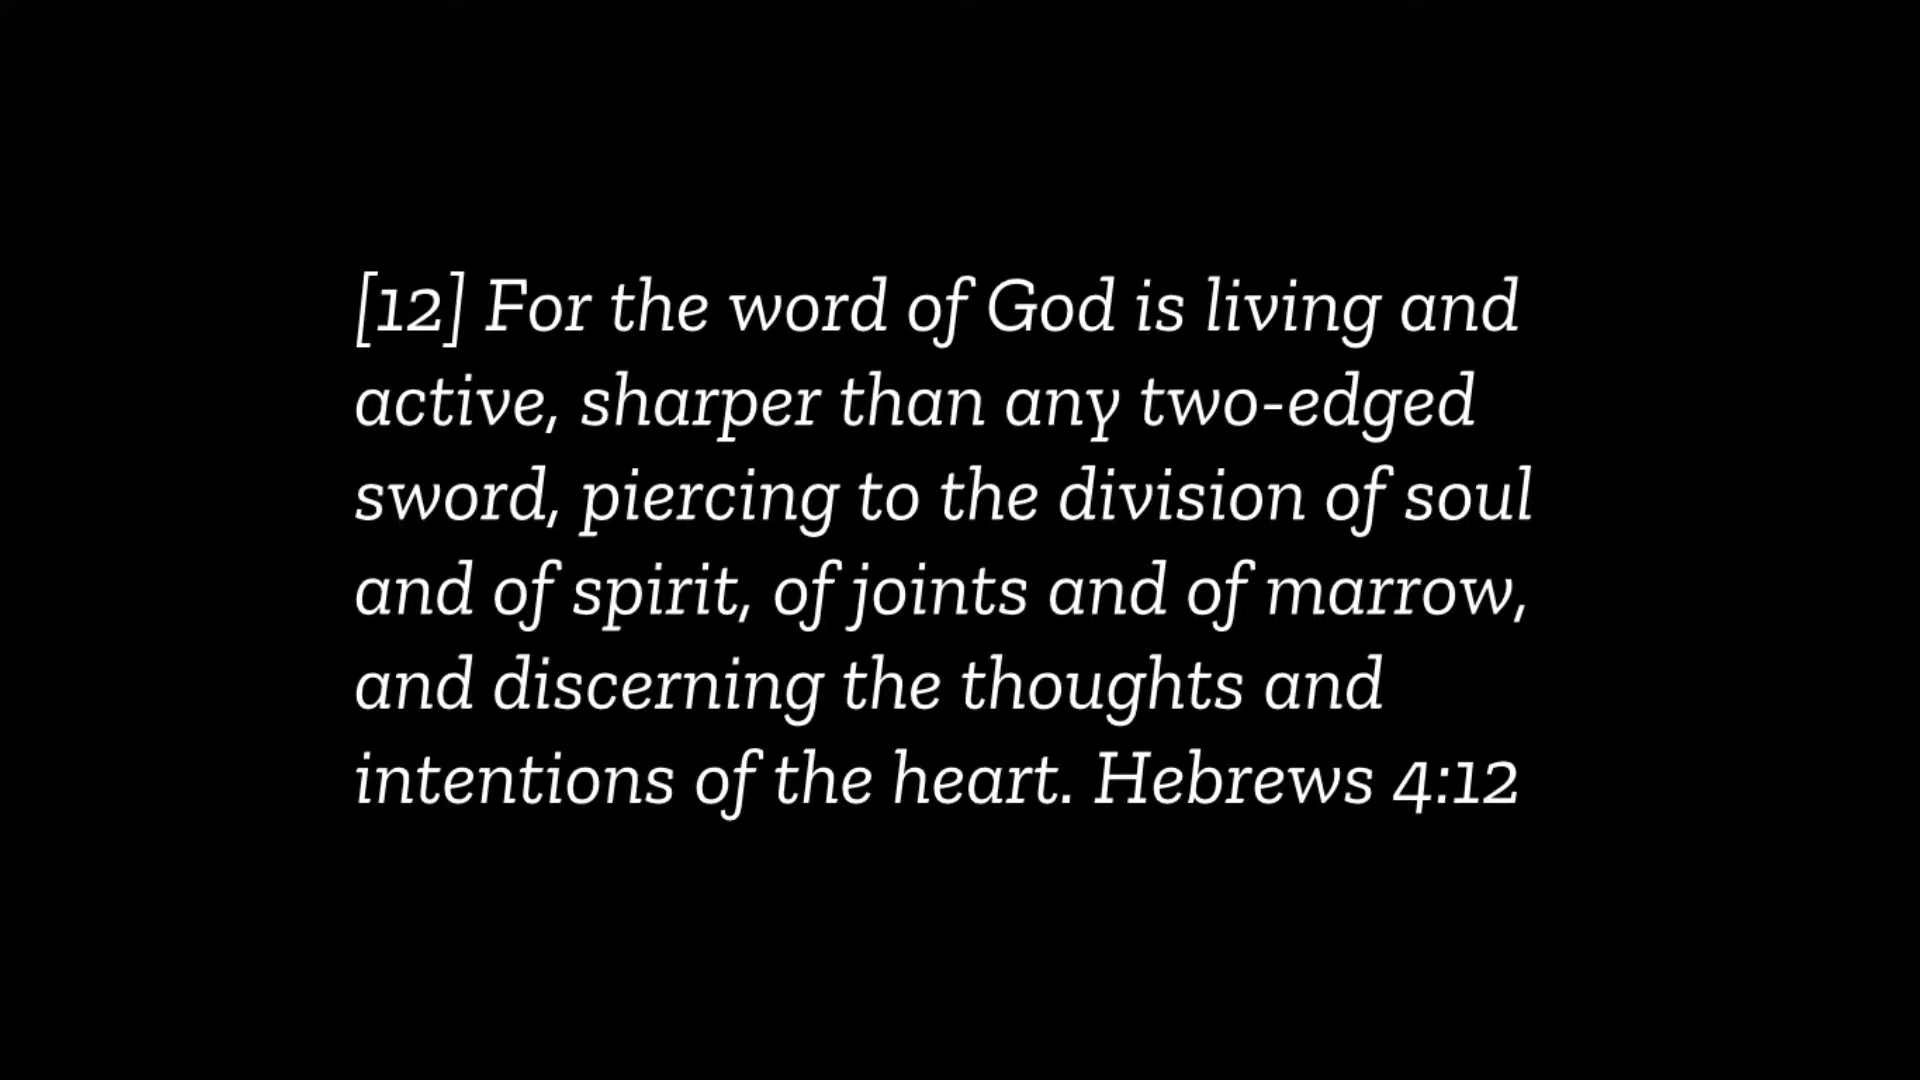 [12] For the word of God is living and
active, sharper than any two-edged
sword, piercing to the division of soul
and of spirit, of joints and of marrow,
and discerning the thoughts and
intentions of the heart. Hebrews 4:12